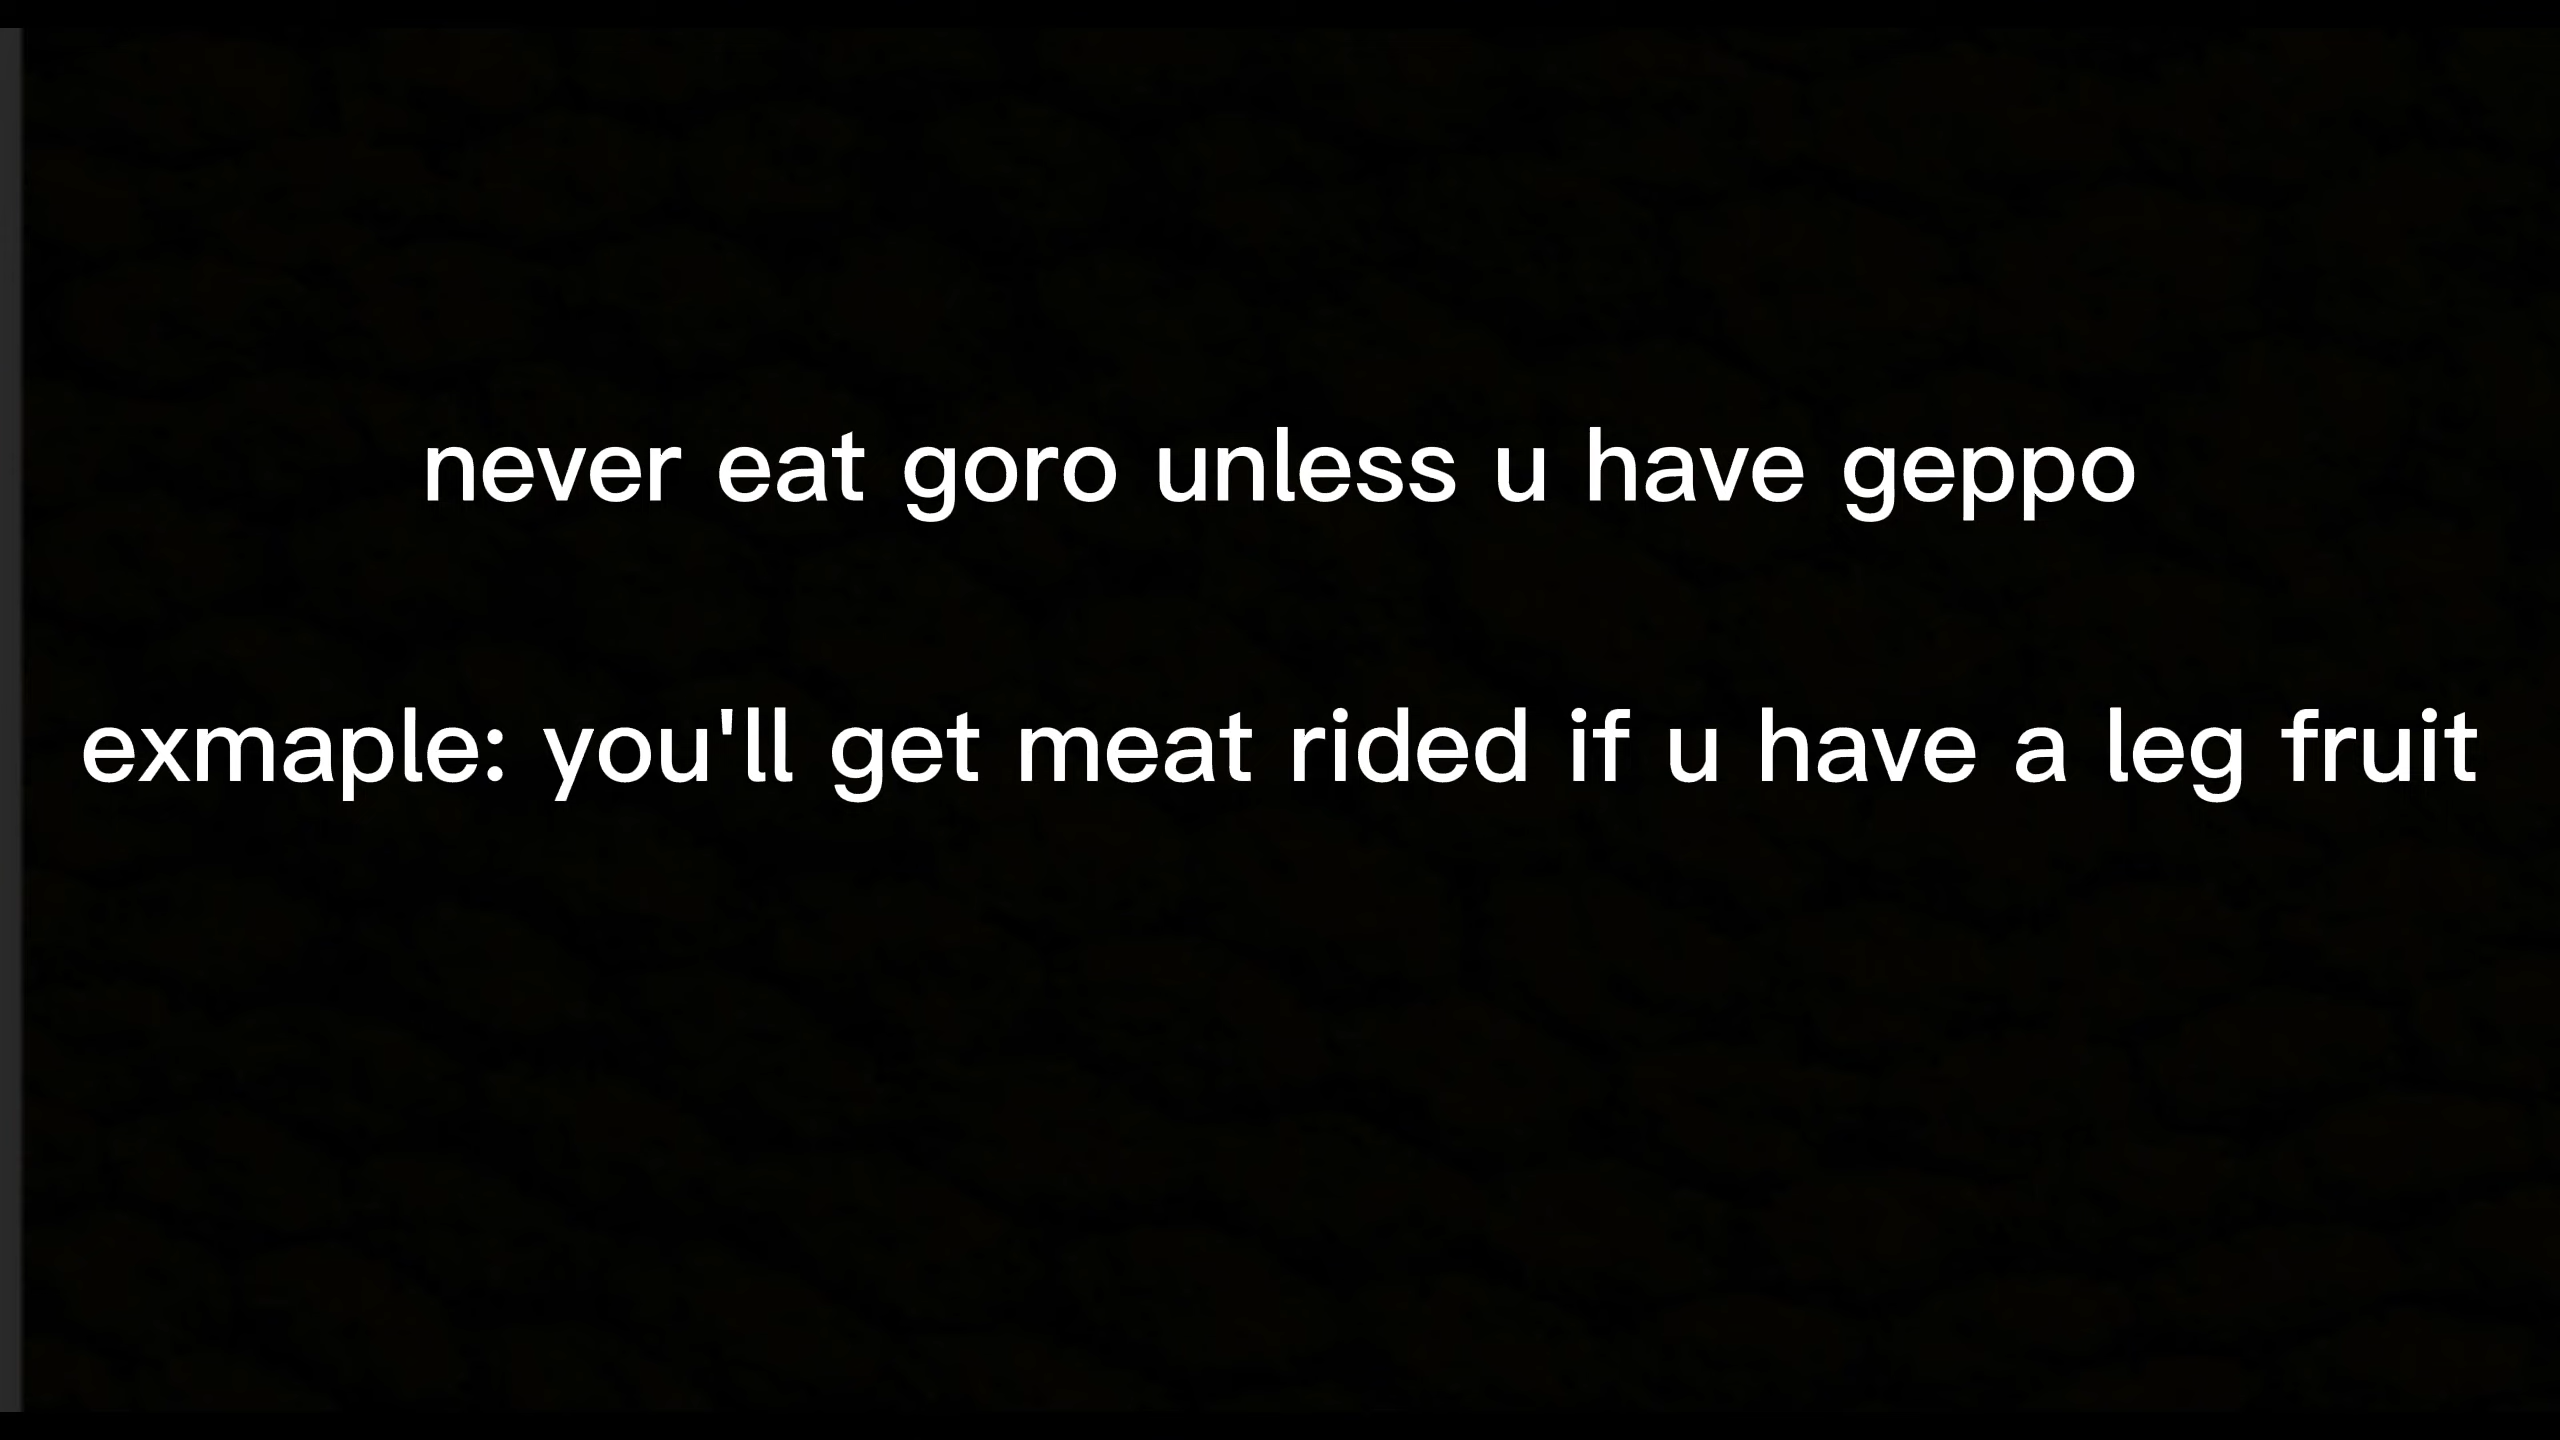 never eat goro unless u have geppo
exmaple: you'll get meat rided if u have a leg fruit